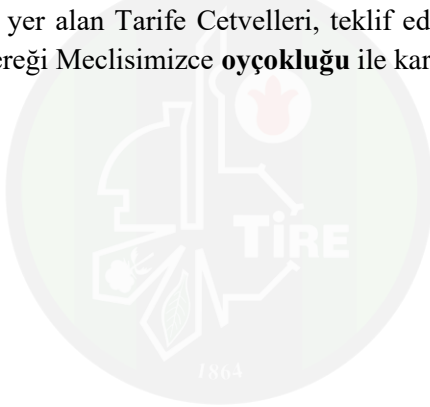 yer alan Tarife Cetvelleri, teklif ed
ereği Meclisimizce oyçokluğu ile kar
TİRE
1864